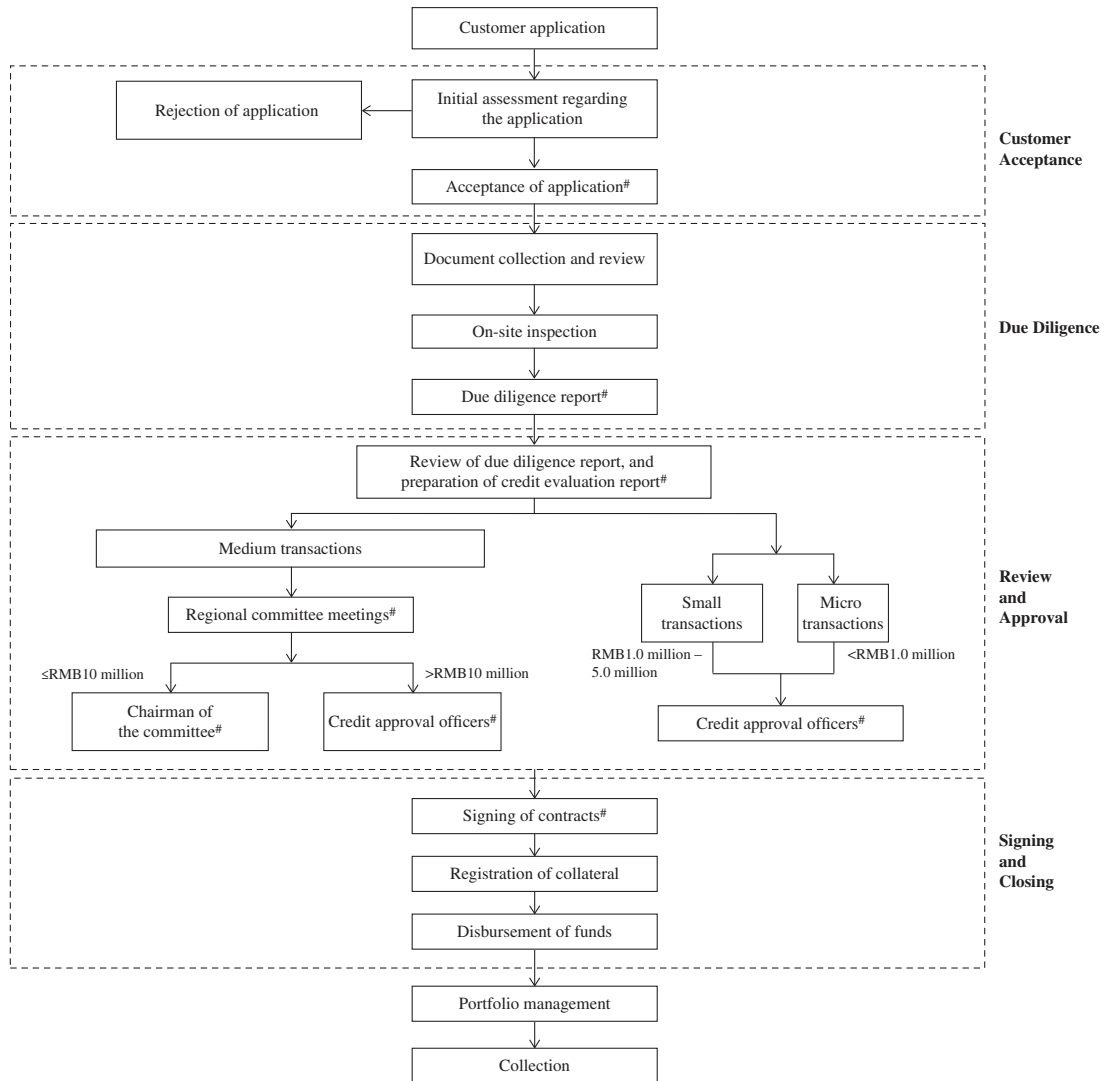 Customer application
Rejection of application
Initial assessment regarding
the application
Customer
Acceptance
Acceptance of application#
Document collection and review
On-site inspection
Due Diligence
Due diligence report#
Review of due diligence report, and
preparation of credit evaluation report#
Medium transactions
Regional committee meetings#
Small
transactions
Micro
transactions
Review
and
Approval
≤RMB10 million
>RMB10 million
RMB1.0 million –
5.0 million
<RMB1.0 million
Chairman of
the committee#
Credit approval officers#
Credit approval officers#
Signing of contracts#
Registration of collateral
Disbursement of funds
Signing
and
Closing
Portfolio management
Collection